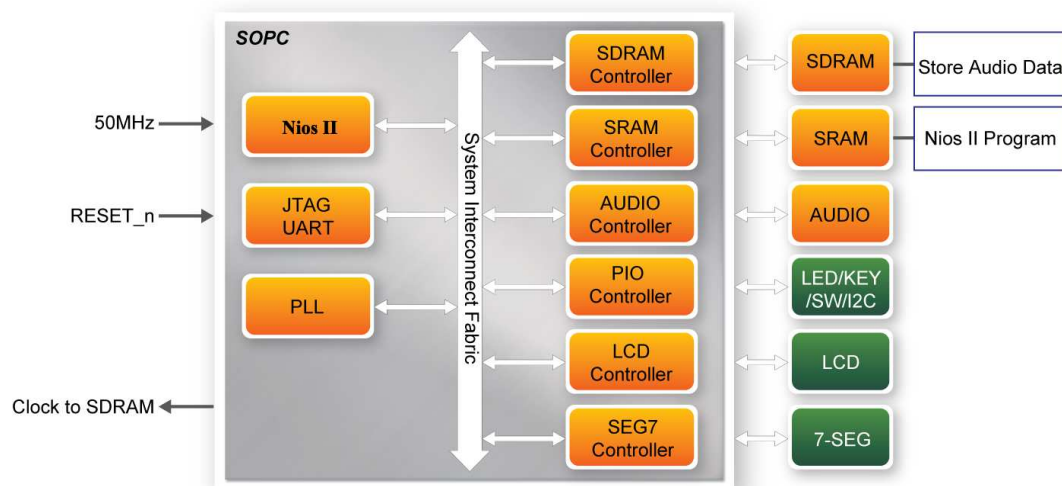 SOPC
50MHz
RESET_n
Clock to SDRAM
Nios II
JTAG
UART
PLL
System Interconnect Fabric
SDRAM
Controller
SRAM
Controller
AUDIO
Controller
PIO
Controller
LCD
Controller
SEG7
Controller
SDRAM
SRAM
AUDIO
LED/KEY
/SW/I2C
LCD
7-SEG
Store Audio Data
Nios II Program